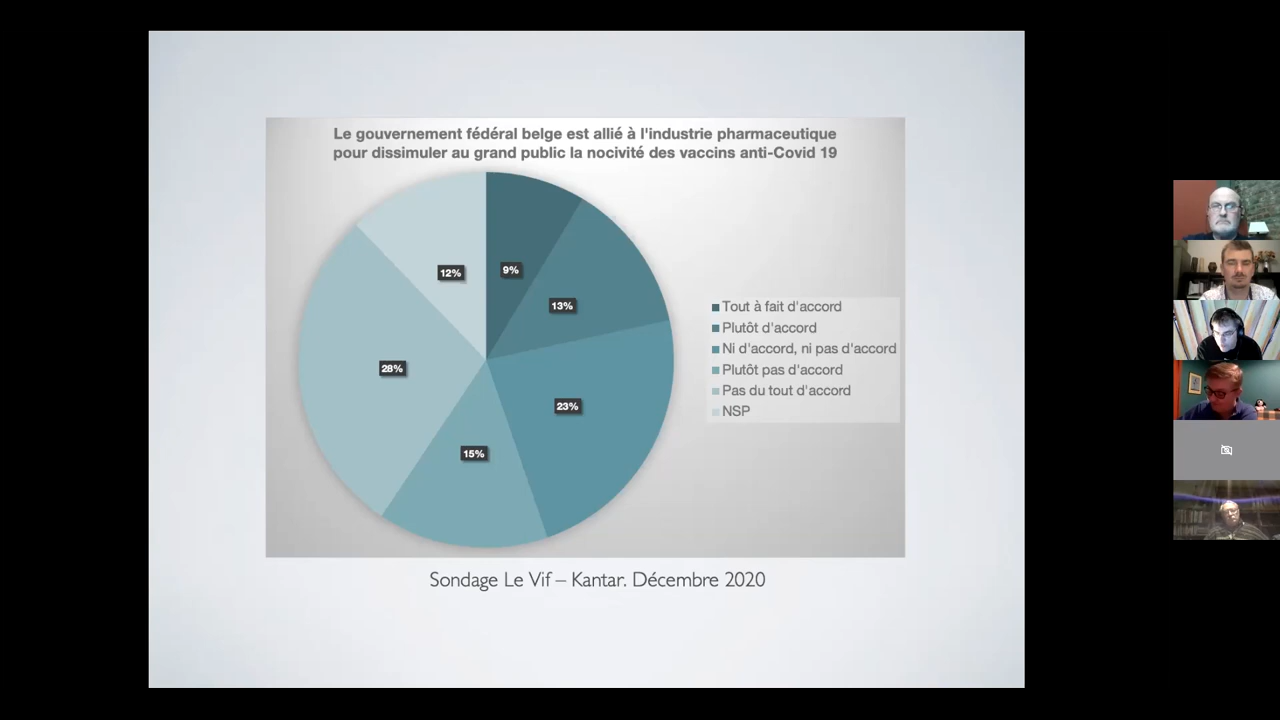 Le gouvernement fédéral belge est allié à l'industrie pharmaceutique
pour dissimuler au grand public la nocivité des vaccins anti-Covid 19
12%
9%
13%
28%
23%
15%
Tout à fait d'accord
Plutôt d'accord
Ni d'accord, ni pas d'accord
Plutôt pas d'accord
Pas du tout d'accord
NSP
Sondage Le Vif – Kantar. Décembre 2020